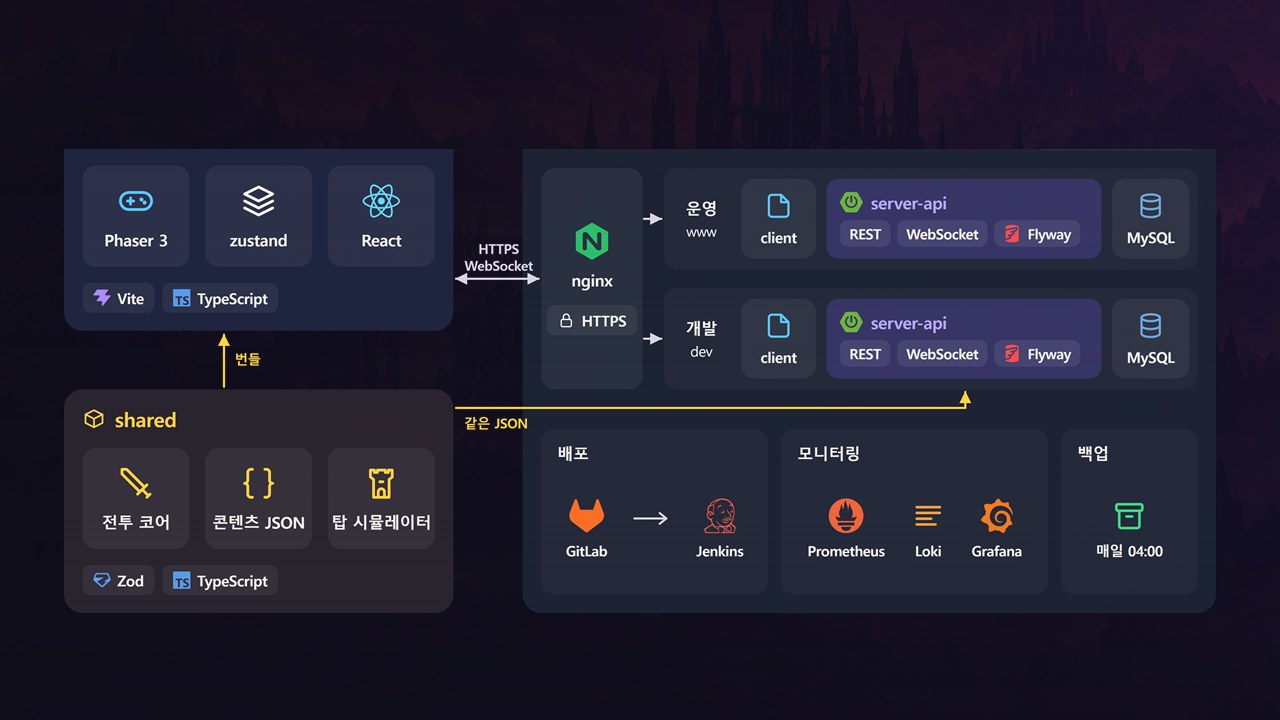 Phaser 3
zustand
React
Vite
TS TypeScript
번들
shared
전투 코어
{ } 콘텐츠 JSON
탑 시뮬레이터
Zod
TS TypeScript
HTTPS
WebSocket
같은 JSON
N
nginx
HTTPS
운영
www
client
server-api
REST
WebSocket
Flyway
MySQL
개발
dev
client
server-api
REST
WebSocket
Flyway
MySQL
배포
GitLab
Jenkins
모니터링
Prometheus
Loki
Grafana
백업
매일 04:00